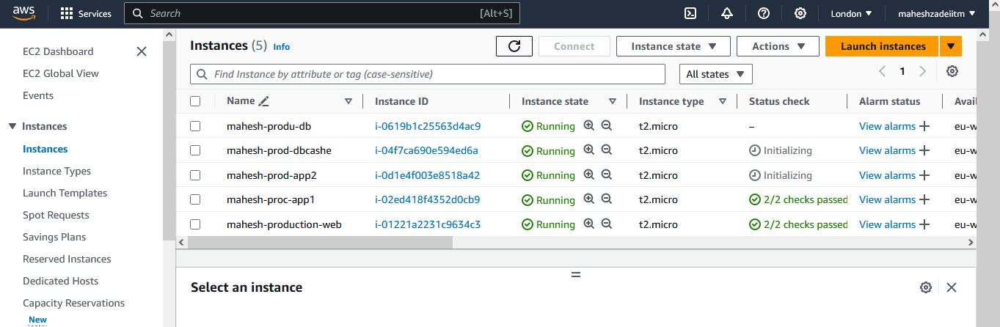 aws Services Search [Alt+S] London maheshzadeiitm
EC2 Dashboard
EC2 Global View
Events
Instances
Instances
Instance Types
Launch Templates
Spot Requests
Savings Plans
Reserved Instances
Dedicated Hosts
Capacity Reservations
New
Instances (5) Info Connect Instance state Actions Launch instances
Find Instance by attribute or tag (case-sensitive) All states 1
Name Instance ID Instance state Instance type Status check Alarm status Avai
mahesh-produ-db i-0619b1c25563d4ac9 Running t2.micro – View alarms + eu-w
mahesh-prod-dbcashe i-04f7ca690e594ed6a Running t2.micro Initializing View alarms + eu-w
mahesh-prod-app2 i-0d1e4f003e8518a42 Running t2.micro Initializing View alarms + eu-w
mahesh-proc-app1 i-02ed418f4352d0cb9 Running t2.micro 2/2 checks passed View alarms + eu-w
mahesh-production-web i-01221a2231c9634c3 Running t2.micro 2/2 checks passed View alarms + eu-w
Select an instance